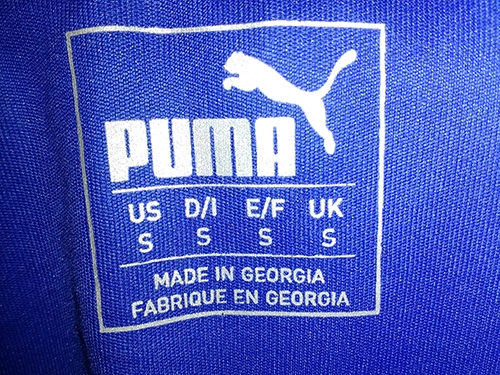 PUMA
US D/I E/F UK
S S S S
MADE IN GEORGIA
FABRIQUE EN GEORGIA